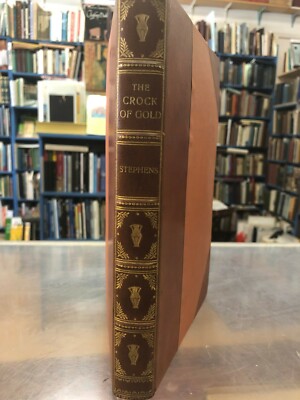 THE
CROCK
OF GOLD
STEPHENS